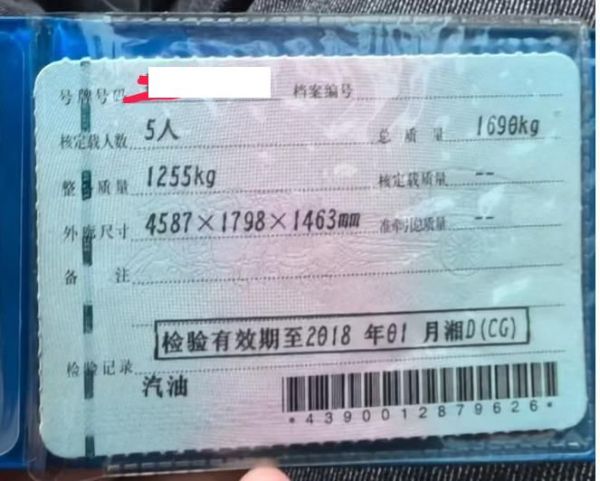 号牌号码 档案编号
核定载人数 5人 总质量 1690kg
整备质量 1255kg 核定载质量 --
外廓尺寸 4587×1798×1463mm 准牵引总质量 --
备注
检验有效期至2018年01月湘D(CG)
检验记录
汽油
*4390012879626*